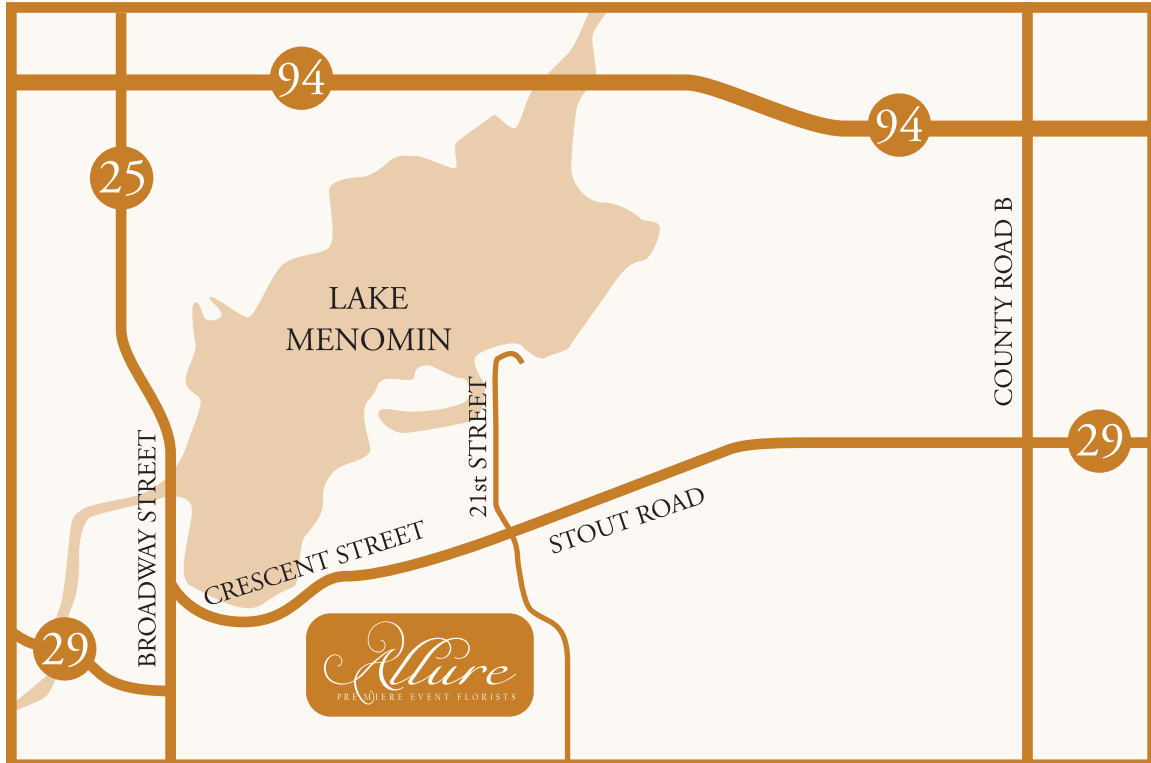 94
94
25
COUNTY ROAD B
LAKE
MENOMIN
29
21st STREET
BROADWAY STREET
STOUT ROAD
CRESCENT STREET
29
Allure
PREMIERE EVENT FLORISTS